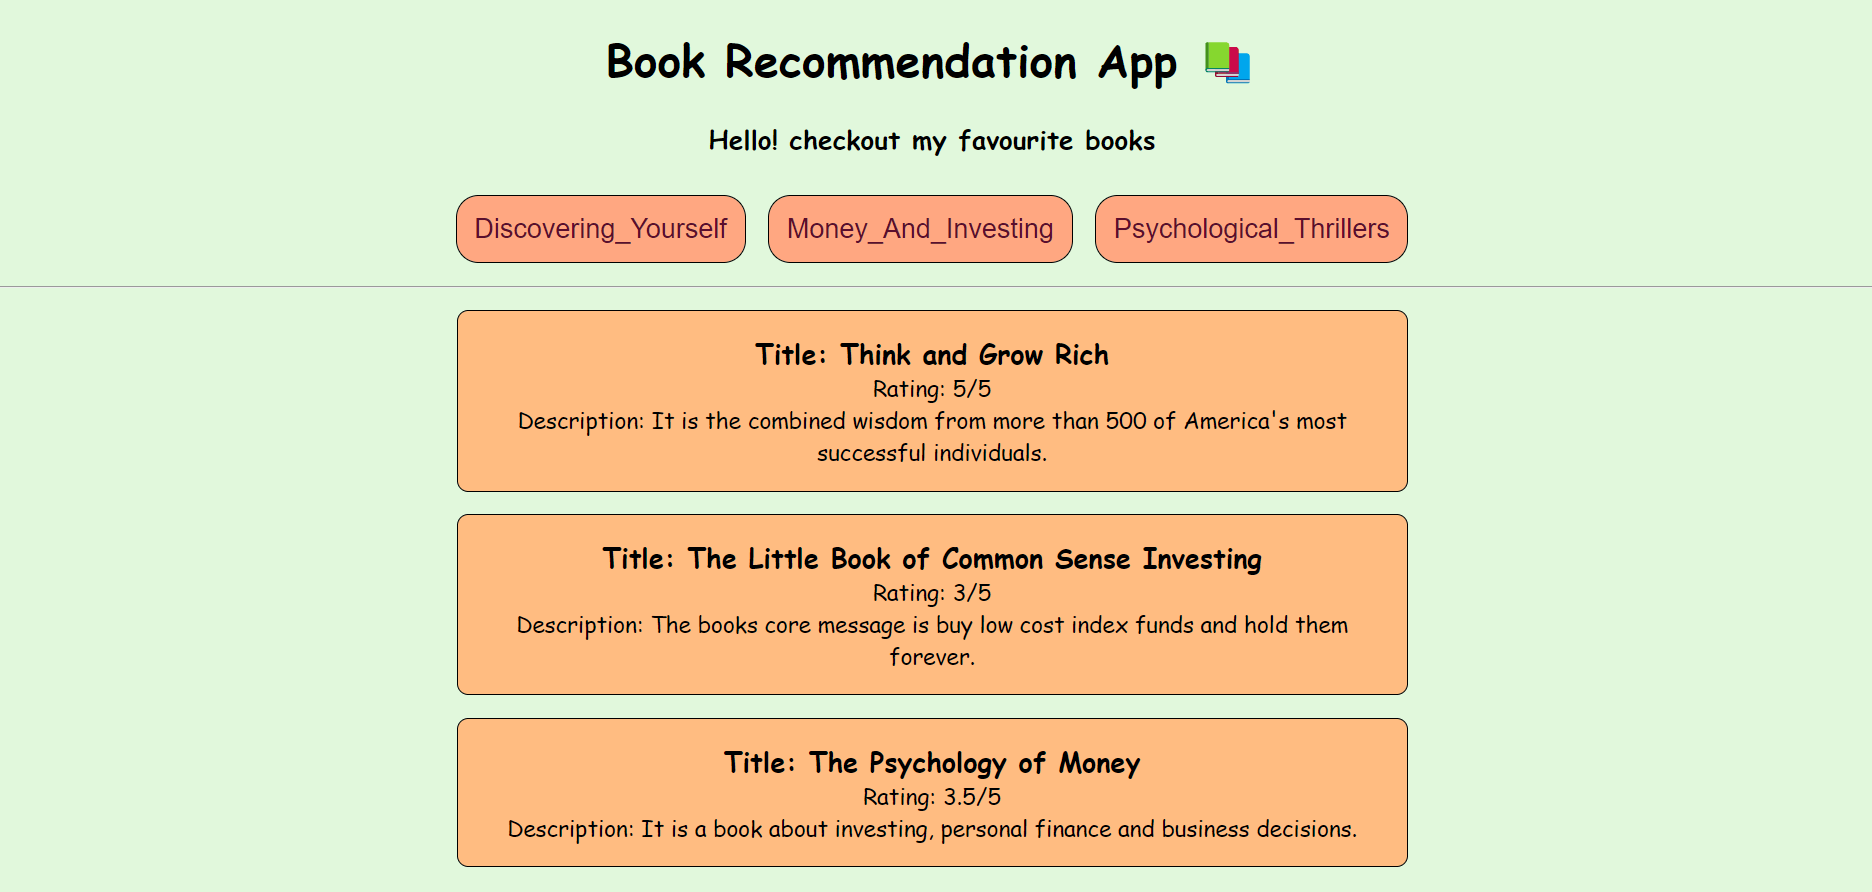 Book Recommendation App
Hello! checkout my favourite books
Discovering_Yourself
Money_And_Investing
Psychological_Thrillers
Title: Think and Grow Rich
Rating: 5/5
Description: It is the combined wisdom from more than 500 of America's most
successful individuals.
Title: The Little Book of Common Sense Investing
Rating: 3/5
Description: The books core message is buy low cost index funds and hold them
forever.
Title: The Psychology of Money
Rating: 3.5/5
Description: It is a book about investing, personal finance and business decisions.